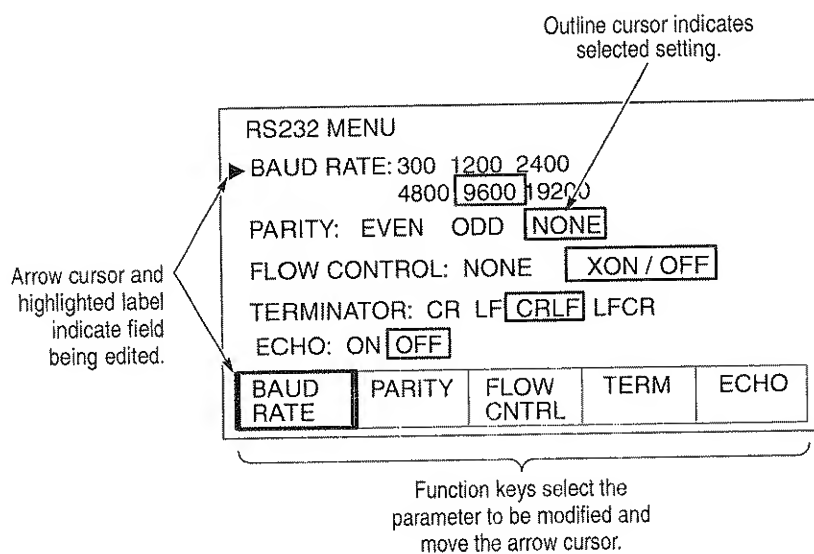 Outline cursor indicates
selected setting.
RS232 MENU
BAUD RATE: 300 1200 2400
4800 9600 19200
PARITY: EVEN ODD NONE
FLOW CONTROL: NONE XON / OFF
TERMINATOR: CR LF CRLF LFCR
ECHO: ON OFF
Arrow cursor and
highlighted label
indicate field
being edited.
BAUD RATE PARITY FLOW CNTRL TERM ECHO
Function keys select the
parameter to be modified and
move the arrow cursor.